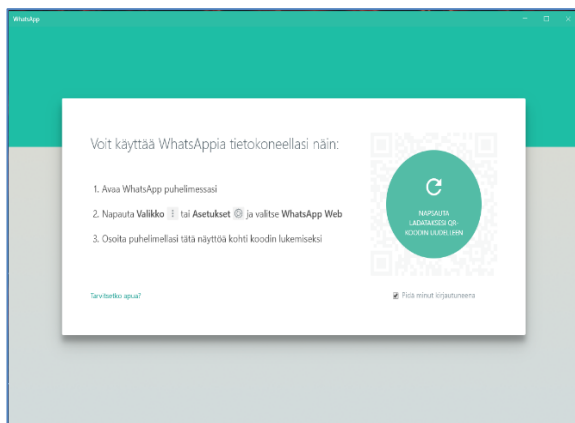 WhatsApp
Voit käyttää WhatsAppia tietokoneellasi näin:
1. Avaa WhatsApp puhelimessasi
2. Napauta Valikko tai Asetukset ja valitse WhatsApp Web
3. Osoita puhelimellasi tätä näyttöä kohti koodin lukemiseksi
NAPSAUTA
LADATAKSESI QR-
KOODIN UUDELLEEN
Tarvitsetko apua?
Pidä minut kirjautuneena